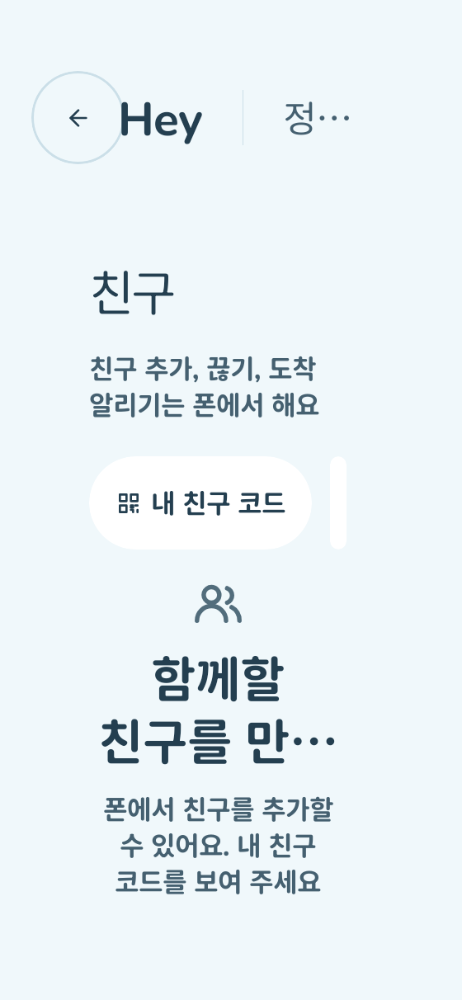 Hey
정…
친구
친구 추가, 끊기, 도착
알리기는 폰에서 해요
내 친구 코드
함께할
친구를 만…
폰에서 친구를 추가할
수 있어요. 내 친구
코드를 보여 주세요